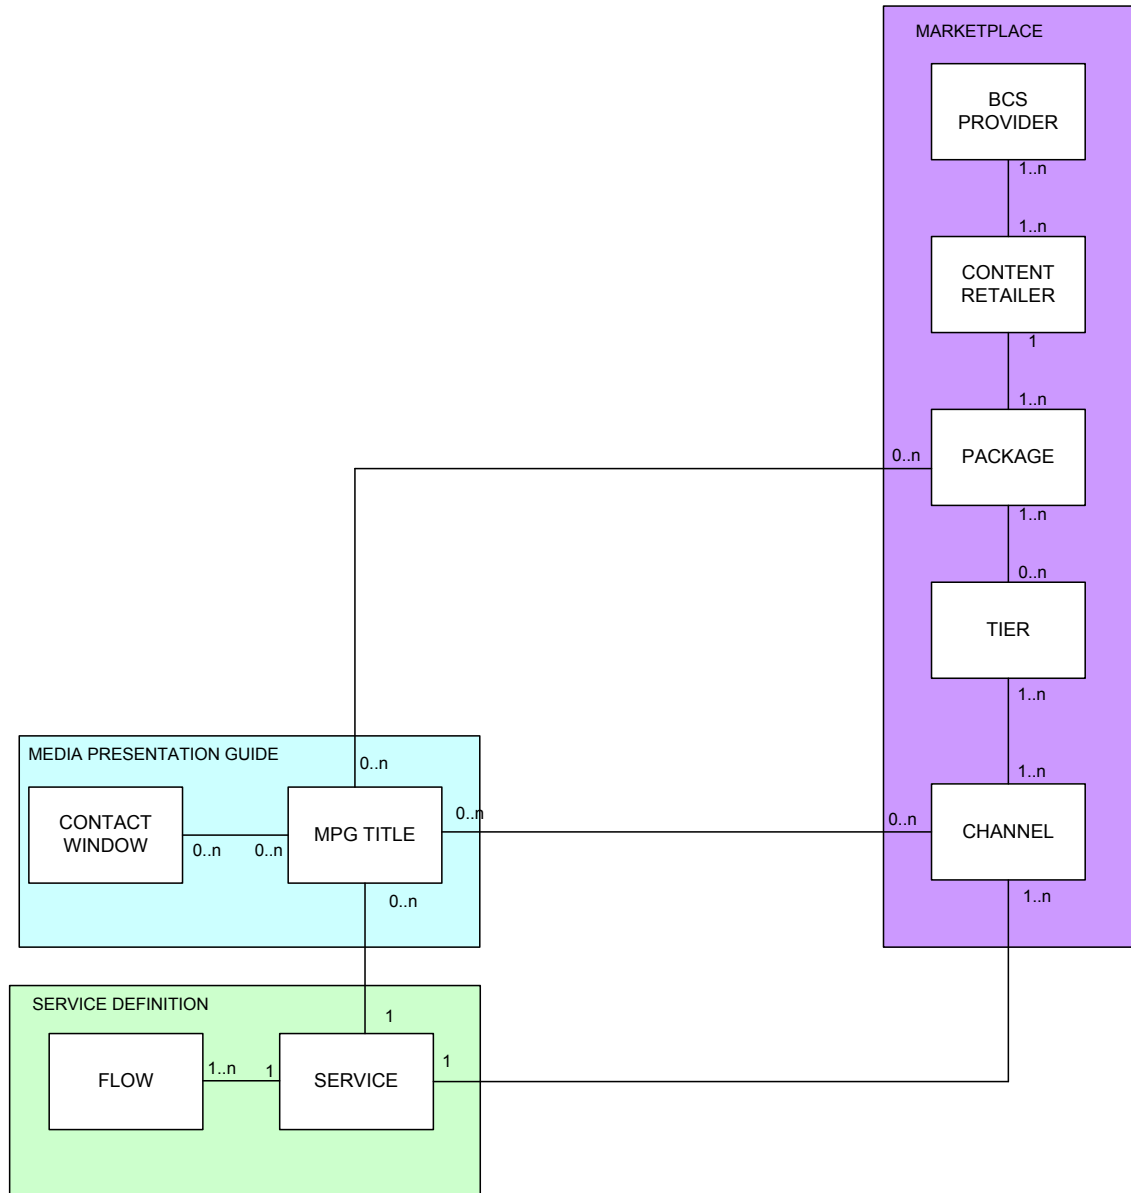 MARKETPLACE
BCS
PROVIDER
1..n
1..n
CONTENT
RETAILER
1
1..n
0..n
PACKAGE
1..n
0..n
TIER
1..n
MEDIA PRESENTATION GUIDE
0..n
1..n
CONTACT
WINDOW
0..n
0..n
MPG TITLE
0..n
0..n
CHANNEL
0..n
0..n
1..n
SERVICE DEFINITION
1
FLOW
1..n
1
SERVICE
1